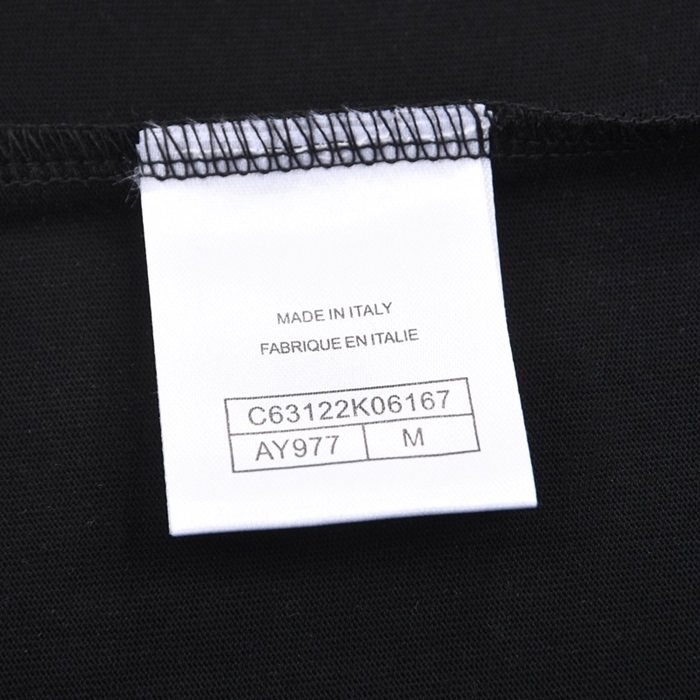 MADE IN ITALY
FABRIQUE EN ITALIE
C63122K06167
AY977 M